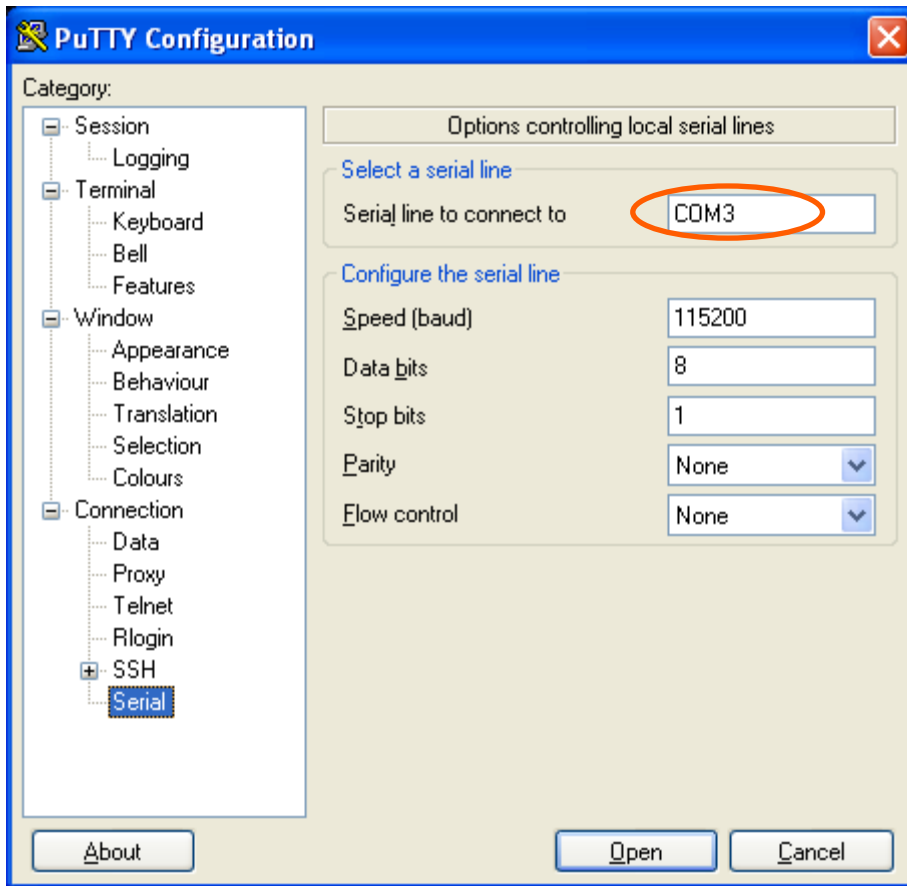 PuTTY Configuration
Category:
Session
Logging
Terminal
Keyboard
Bell
Features
Window
Appearance
Behaviour
Translation
Selection
Colours
Connection
Data
Proxy
Telnet
Rlogin
SSH
Serial
Options controlling local serial lines
Select a serial line
Serial line to connect to COM3
Configure the serial line
Speed (baud) 115200
Data bits 8
Stop bits 1
Parity None
Flow control None
About Open Cancel